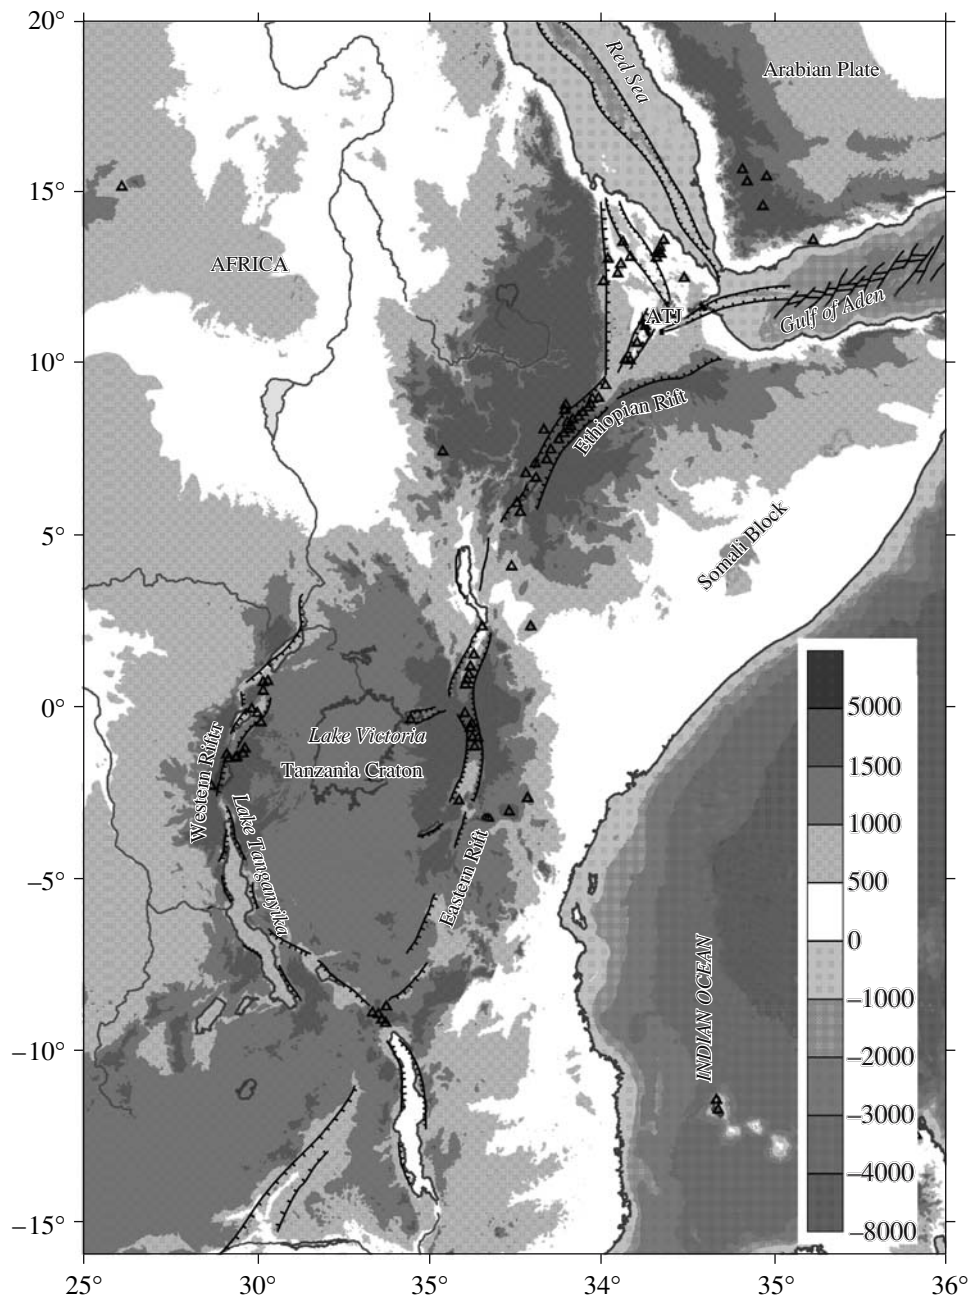 20°
Red Sea
Arabian Plate
15°
AFRICA
ATJ
Gulf of Aden
10°
Ethiopian Rift
5°
Somali Block
0°
Lake Victoria
Tanzania Craton
Western Riftr
Lake Tanganyika
Eastern Rift
−5°
INDIAN OCEAN
−10°
−15°
5000
1500
1000
500
0
−1000
−2000
−3000
−4000
−8000
25°
30°
35°
34°
35°
36°